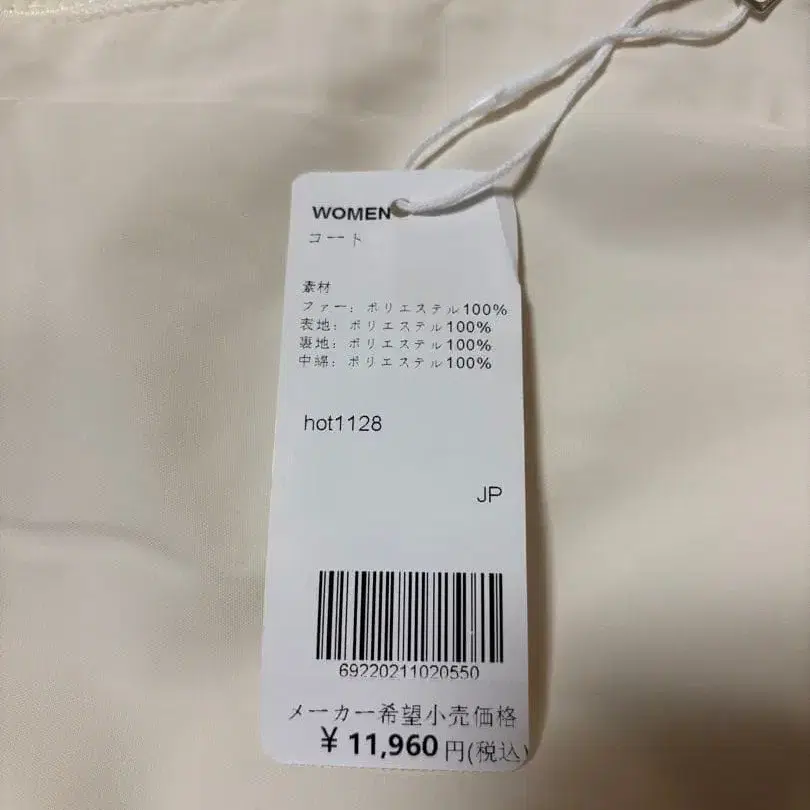 WOMEN
コート
素材
ファー: ポリエステル100%
表地: ポリエステル100%
裏地: ポリエステル100%
中綿: ポリエステル100%
hot1128
JP
69220211020550
メーカー希望小売価格
¥ 11,960 円(税込)